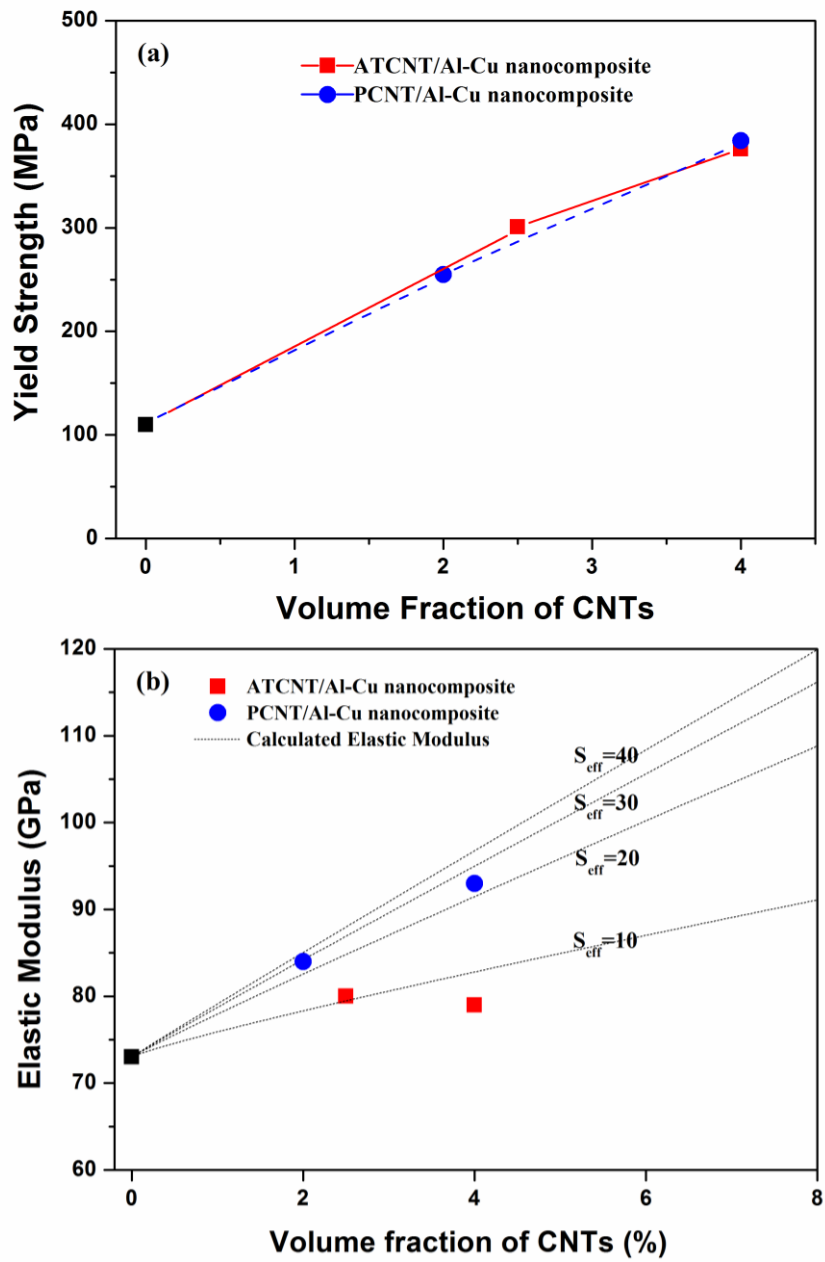 (a)
ATCNT/Al-Cu nanocomposite
PCNT/Al-Cu nanocomposite
Yield Strength (MPa)
500
400
300
200
100
0
0 1 2 3 4
Volume Fraction of CNTs
(b)
ATCNT/Al-Cu nanocomposite
PCNT/Al-Cu nanocomposite
Calculated Elastic Modulus
Elastic Modulus (GPa)
120
110
100
90
80
70
60
S_eff=40
S_eff=30
S_eff=20
S_eff=10
0 2 4 6 8
Volume fraction of CNTs (%)